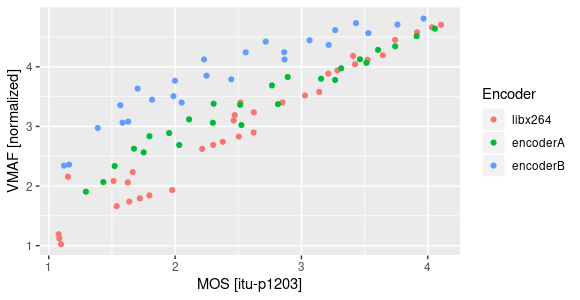 VMAF [normalized]
4
3
2
1
1
2
3
4
MOS [itu-p1203]
Encoder
libx264
encoderA
encoderB